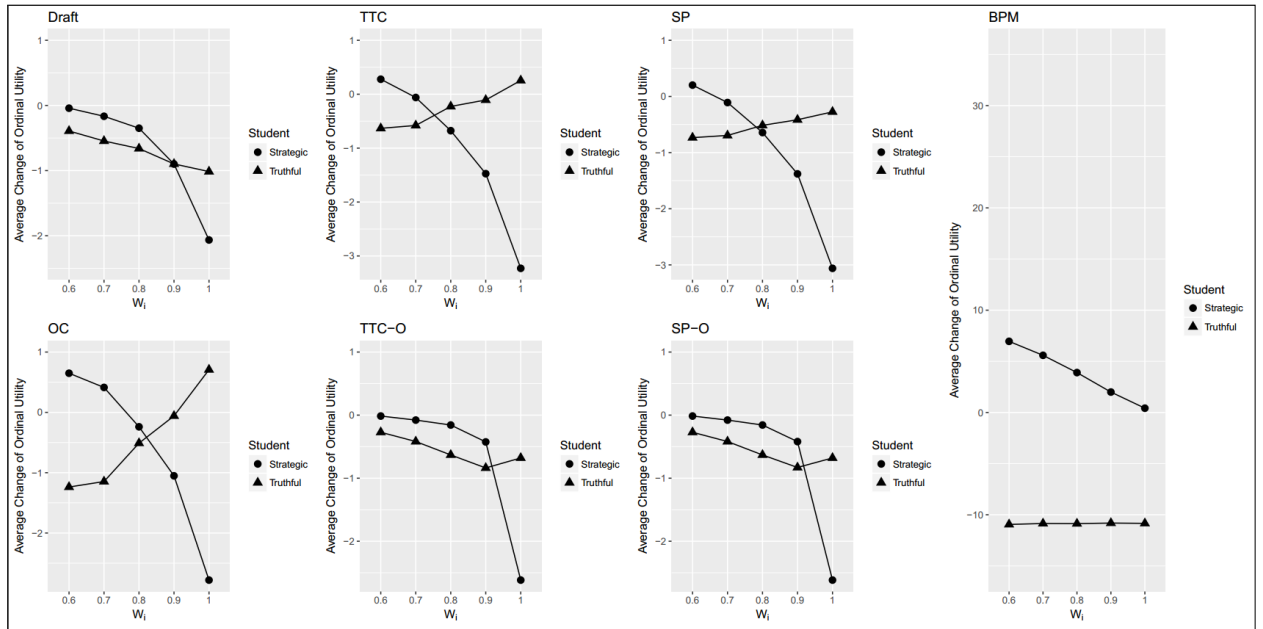 Draft
Average Change of Ordinal Utility
1
0
−1
−2
0.6 0.7 0.8 0.9 1
Wi
Student
Strategic
Truthful
TTC
Average Change of Ordinal Utility
1
0
−1
−2
−3
0.6 0.7 0.8 0.9 1
Wi
Student
Strategic
Truthful
SP
Average Change of Ordinal Utility
1
0
−1
−2
−3
0.6 0.7 0.8 0.9 1
Wi
Student
Strategic
Truthful
BPM
Average Change of Ordinal Utility
30
20
10
0
−10
0.6 0.7 0.8 0.9 1
Wi
Student
Strategic
Truthful
OC
Average Change of Ordinal Utility
1
0
−1
−2
0.6 0.7 0.8 0.9 1
Wi
Student
Strategic
Truthful
TTC−O
Average Change of Ordinal Utility
1
0
−1
−2
0.6 0.7 0.8 0.9 1
Wi
Student
Strategic
Truthful
SP−O
Average Change of Ordinal Utility
1
0
−1
−2
0.6 0.7 0.8 0.9 1
Wi
Student
Strategic
Truthful